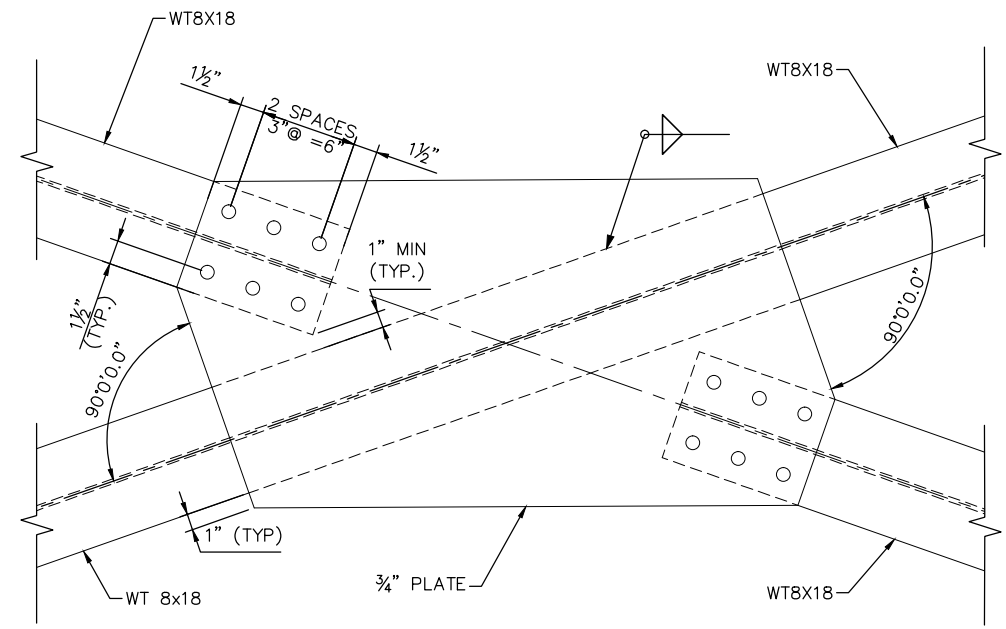 WT8X18
1½"
2 SPACES
3"@ =6"
1½"
WT8X18
1" MIN
(TYP.)
1½"
(TYP.)
90°0'0.0"
90°0'0.0"
1" (TYP)
¾" PLATE
WT 8x18
WT8X18